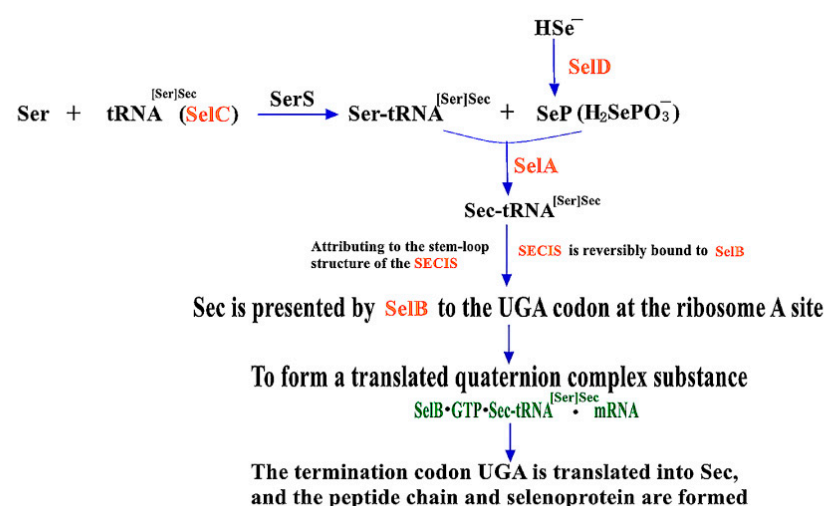 HSe⁻
SelD
Ser + tRNA[Ser]Sec (SelC) SerS Ser-tRNA[Ser]Sec + SeP (H₂SePO₃⁻)
SelA
Sec-tRNA[Ser]Sec
Attributing to the stem-loop
structure of the SECIS
SECIS is reversibly bound to SelB
Sec is presented by SelB to the UGA codon at the ribosome A site
To form a translated quaternion complex substance
SelB•GTP•Sec-tRNA[Ser]Sec•mRNA
The termination codon UGA is translated into Sec,
and the peptide chain and selenoprotein are formed